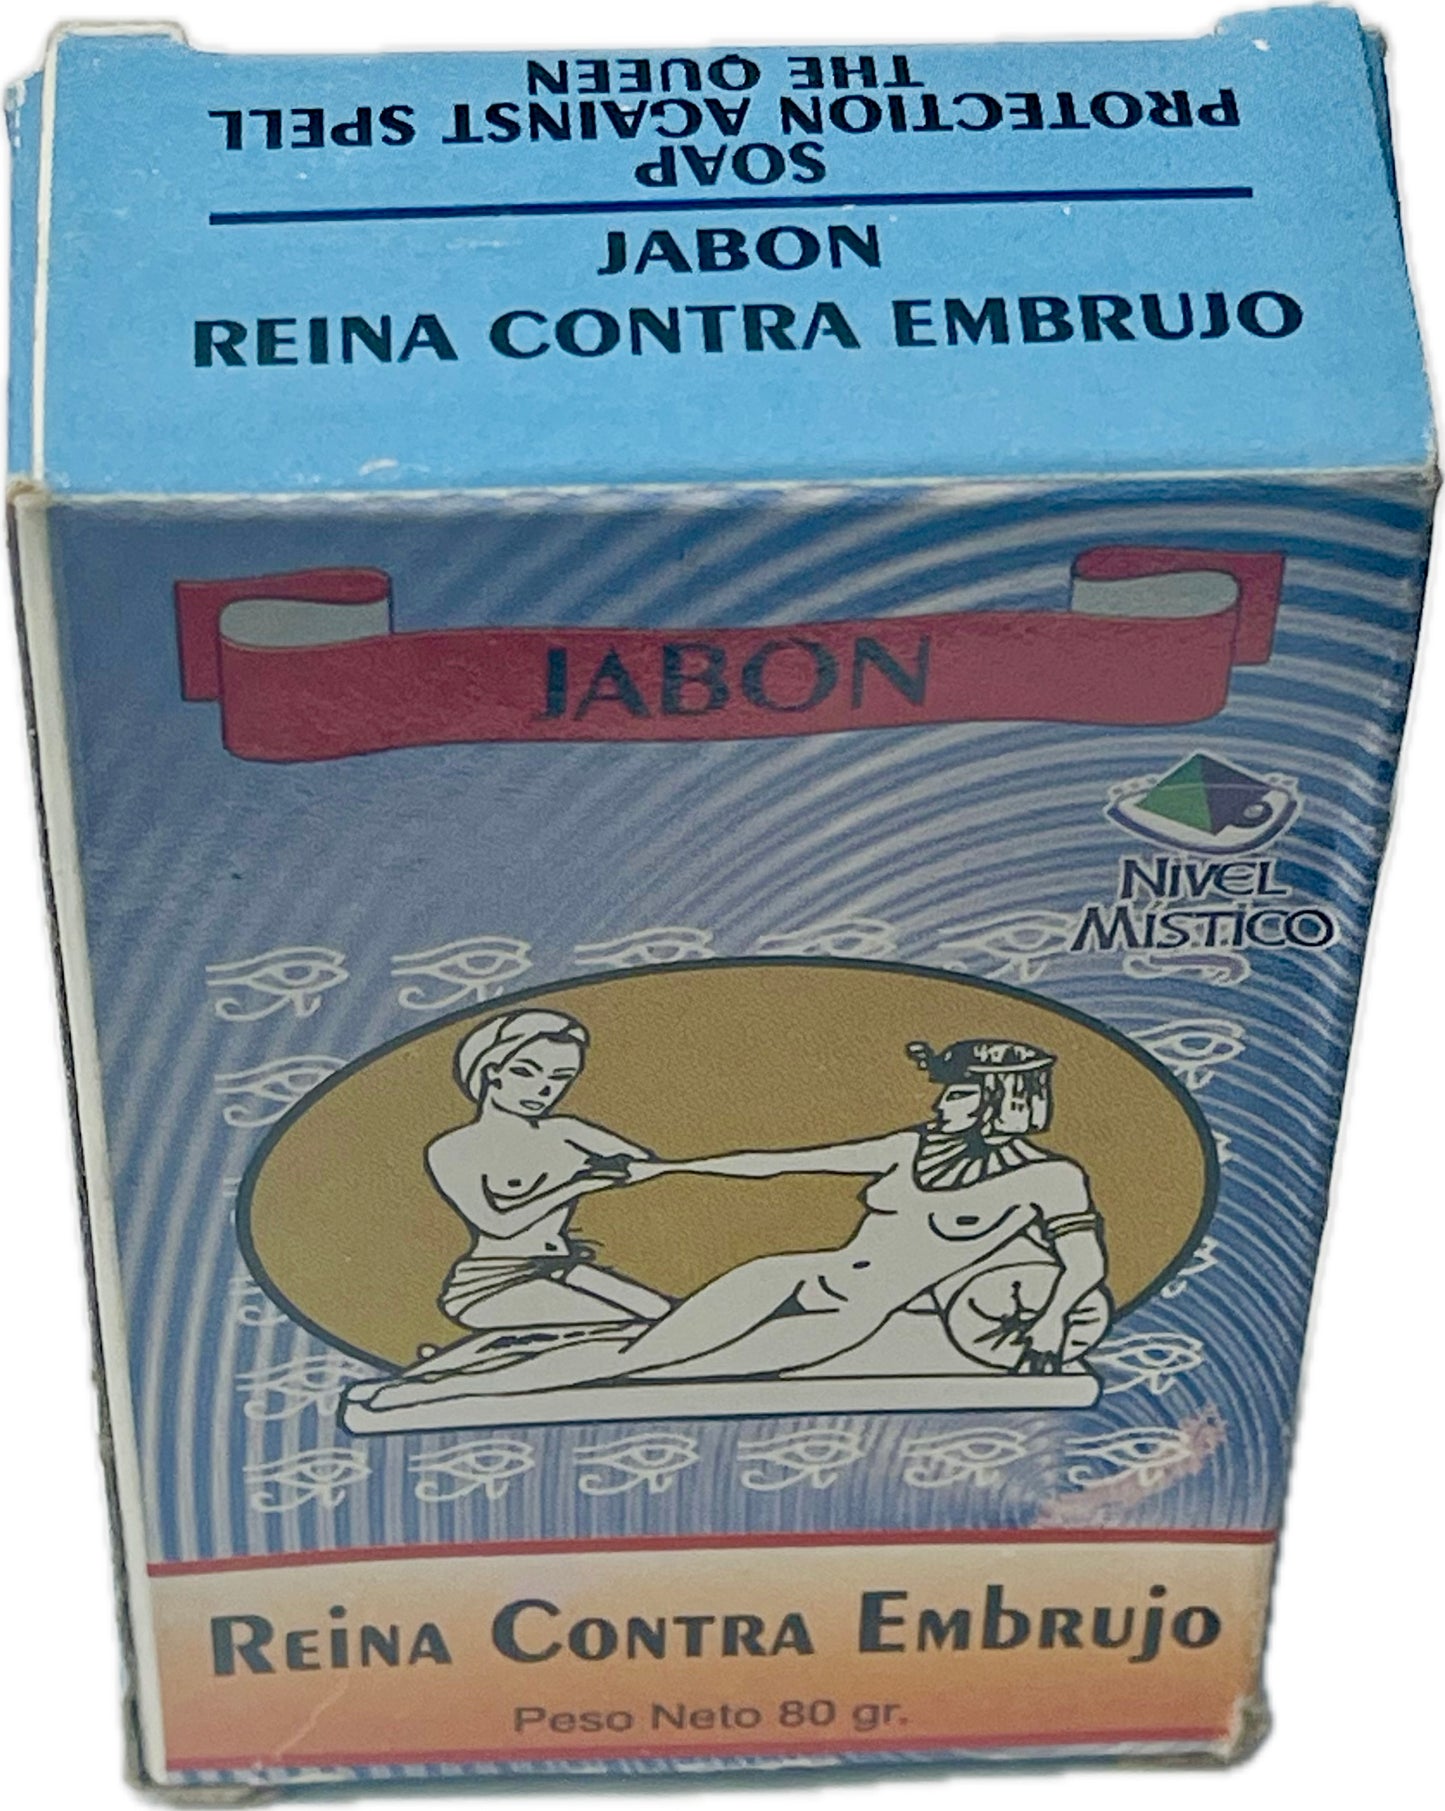 THE QUEEN
PROTECTION AGAINST SPELL
SOAP
JABON
REINA CONTRA EMBRUJO
JABON
NIVEL
MÍSTICO
REINA CONTRA EMBRUJO
Peso Neto 80 gr.